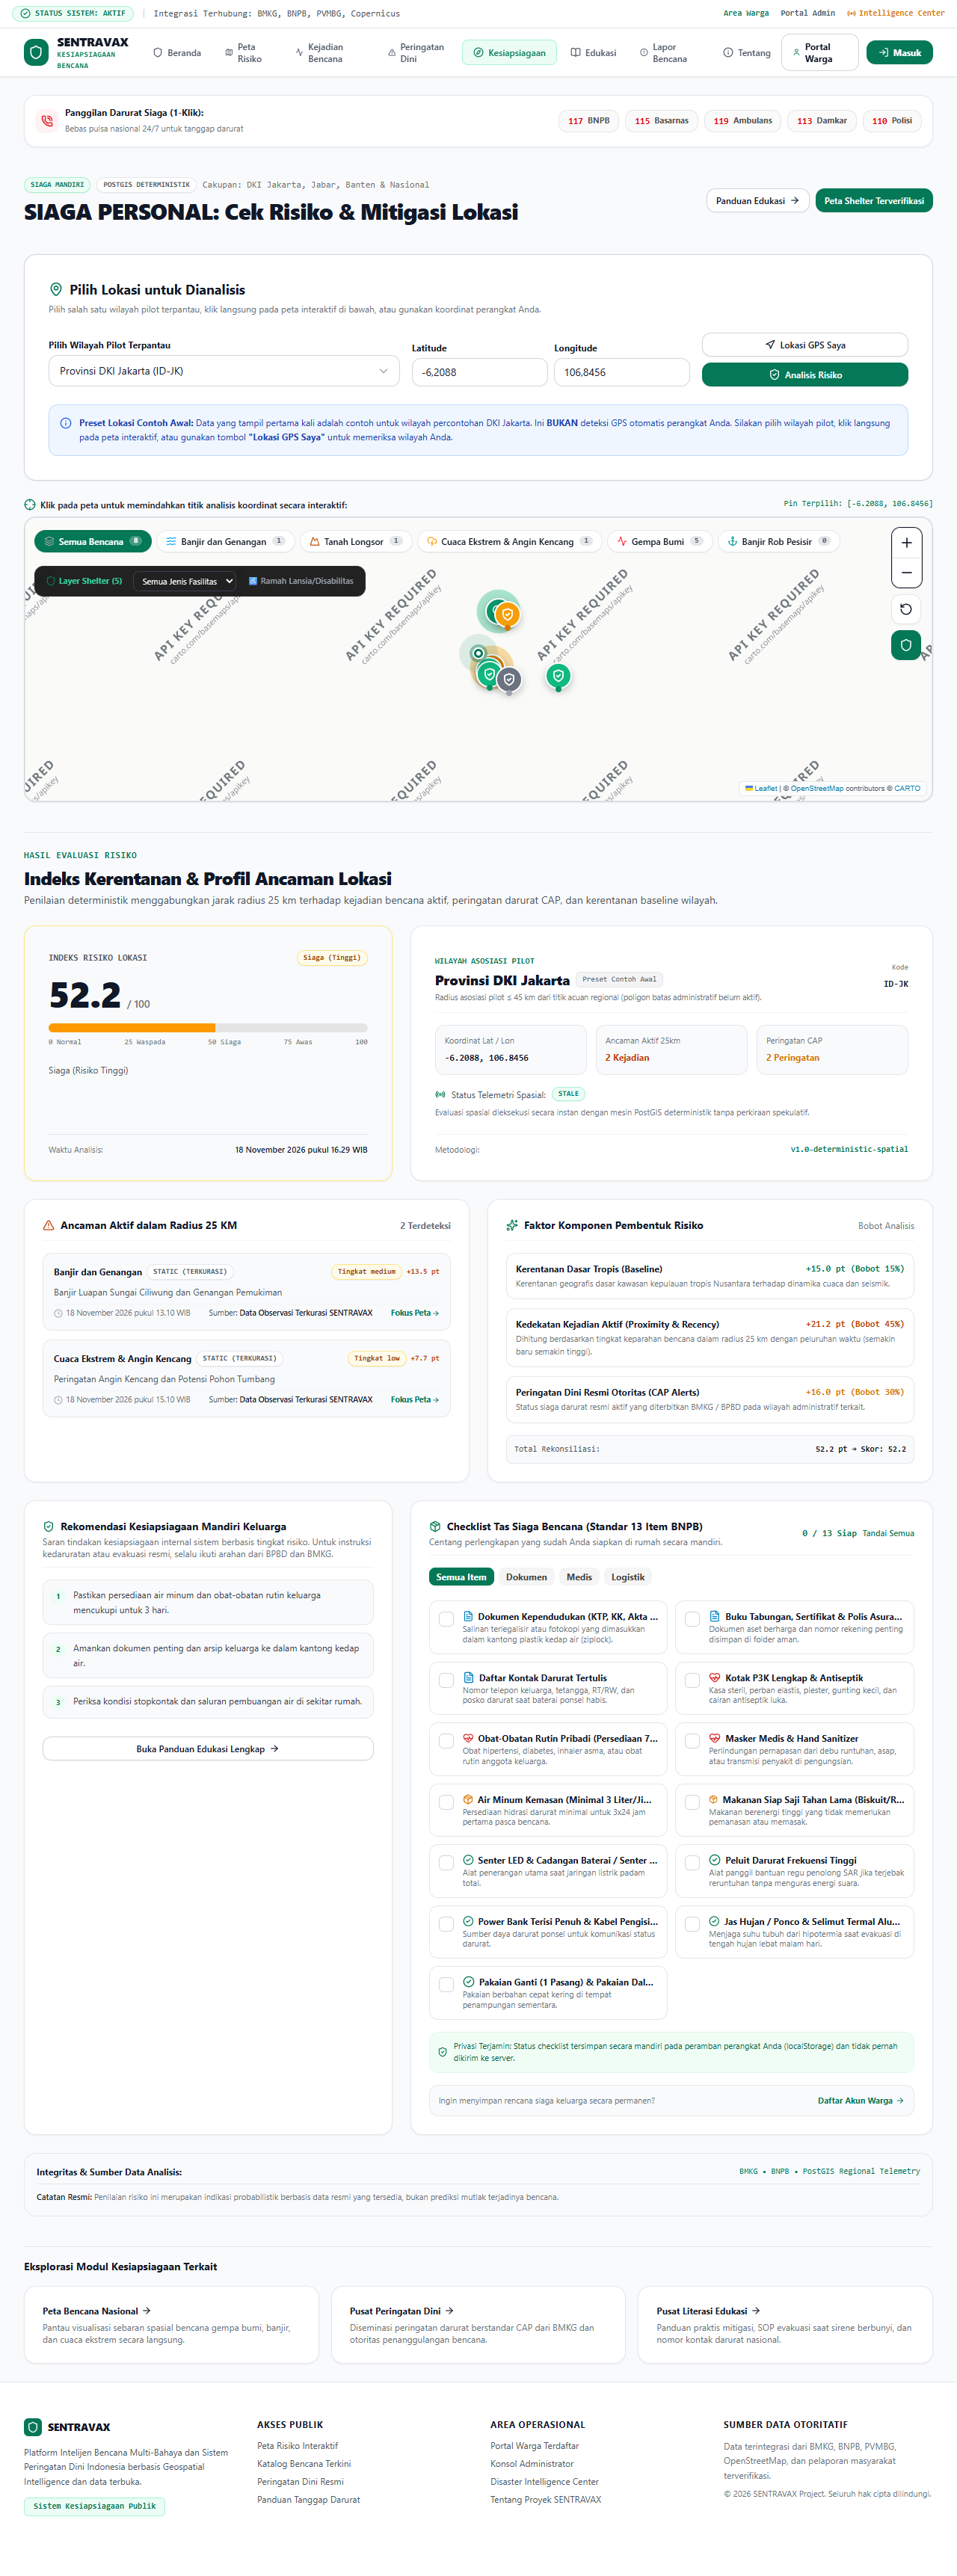 STATUS SISTEM: AKTIF | Integrasi Terhubung: BMKG, BNPB, PVMBG, Copernicus
Area Warga Portal Admin Intelligence Center
SENTRAVAX
KESIAPSIAGAAN BENCANA
Beranda
Peta Risiko
Kejadian Bencana
Peringatan Dini
Kesiapsiagaan
Edukasi
Lapor Bencana
Tentang
Portal Warga
Masuk
Panggilan Darurat Siaga (1-Klik):
Bebas pulsa nasional 24/7 untuk tanggap darurat
117 BNPB
115 Basarnas
119 Ambulans
113 Damkar
110 Polisi
SIAGA MANDIRI POSTGIS DETERMINISTIK Cakupan: DKI Jakarta, Jabar, Banten & Nasional
SIAGA PERSONAL: Cek Risiko & Mitigasi Lokasi
Panduan Edukasi →
Peta Shelter Terverifikasi
Pilih Lokasi untuk Dianalisis
Pilih salah satu wilayah pilot terpantau, klik langsung pada peta interaktif di bawah, atau gunakan koordinat perangkat Anda.
Pilih Wilayah Pilot Terpantau
Provinsi DKI Jakarta (ID-JK)
Latitude
-6,2088
Longitude
106,8456
Lokasi GPS Saya
Analisis Risiko
Preset Lokasi Contoh Awal: Data yang tampil pertama kali adalah contoh untuk wilayah percontohan DKI Jakarta. Ini BUKAN deteksi GPS otomatis perangkat Anda. Silakan pilih wilayah pilot, klik langsung
pada peta interaktif, atau gunakan tombol "Lokasi GPS Saya" untuk memeriksa wilayah Anda.
Klik pada peta untuk memindahkan titik analisis koordinat secara interaktif:
Pin Terpilih: [-6.2088, 106.8456]
Semua Bencana 8
Banjir dan Genangan 1
Tanah Longsor 1
Cuaca Ekstrem & Angin Kencang 1
Gempa Bumi 5
Banjir Rob Pesisir 0
Layer Shelter (5)
Semua Jenis Fasilitas
Ramah Lansia/Disabilitas
+
−
API KEY REQUIRED
carto.com/basemaps/apikey
API KEY REQUIRED
carto.com/basemaps/apikey
API KEY REQUIRED
carto.com/basemaps/apikey
API KEY REQUIRED
carto.com/basemaps/apikey
Leaflet | © OpenStreetMap contributors © CARTO
HASIL EVALUASI RISIKO
Indeks Kerentanan & Profil Ancaman Lokasi
Penilaian deterministik menggabungkan jarak radius 25 km terhadap kejadian bencana aktif, peringatan darurat CAP, dan kerentanan baseline wilayah.
INDEKS RISIKO LOKASI
Siaga (Tinggi)
52.2 / 100
0 Normal 25 Waspada 50 Siaga 75 Awas 100
Siaga (Risiko Tinggi)
Waktu Analisis: 18 November 2026 pukul 16.29 WIB
WILAYAH ASOSIASI PILOT
Provinsi DKI Jakarta Preset Contoh Awal
Radius asosiasi pilot ≤ 45 km dari titik acuan regional (poligon batas administratif belum aktif).
Kode
ID-JK
Koordinat Lat / Lon
-6.2088, 106.8456
Ancaman Aktif 25km
2 Kejadian
Peringatan CAP
2 Peringatan
Status Telemetri Spasial: STALE
Evaluasi spasial dieksekusi secara instan dengan mesin PostGIS deterministik tanpa perkiraan spekulatif.
Metodologi: v1.0-deterministic-spatial
Ancaman Aktif dalam Radius 25 KM
2 Terdeteksi
Banjir dan Genangan STATIC (TERKURASI) Tingkat medium +13.5 pt
Banjir Luapan Sungai Ciliwung dan Genangan Pemukiman
18 November 2026 pukul 13.10 WIB Sumber: Data Observasi Terkurasi SENTRAVAX Fokus Peta →
Cuaca Ekstrem & Angin Kencang STATIC (TERKURASI) Tingkat low +7.7 pt
Peringatan Angin Kencang dan Potensi Pohon Tumbang
18 November 2026 pukul 15.10 WIB Sumber: Data Observasi Terkurasi SENTRAVAX Fokus Peta →
Faktor Komponen Pembentuk Risiko
Bobot Analisis
Kerentanan Dasar Tropis (Baseline) +15.0 pt (Bobot 15%)
Kerentanan geografis dasar kawasan kepulauan tropis Nusantara terhadap dinamika cuaca dan seismik.
Kedekatan Kejadian Aktif (Proximity & Recency) +21.2 pt (Bobot 45%)
Dihitung berdasarkan tingkat keparahan bencana dalam radius 25 km dengan peluruhan waktu (semakin
baru semakin tinggi).
Peringatan Dini Resmi Otoritas (CAP Alerts) +16.0 pt (Bobot 30%)
Status siaga darurat resmi aktif yang diterbitkan BMKG / BPBD pada wilayah administratif terkait.
Total Rekonsiliasi: 52.2 pt → Skor: 52.2
Rekomendasi Kesiapsiagaan Mandiri Keluarga
Saran tindakan kesiapsiagaan internal sistem berbasis tingkat risiko. Untuk instruksi
kedaruratan atau evakuasi resmi, selalu ikuti arahan dari BPBD dan BMKG.
1 Pastikan persediaan air minum dan obat-obatan rutin keluarga
mencukupi untuk 3 hari.
2 Amankan dokumen penting dan arsip keluarga ke dalam kantong kedap
air.
3 Periksa kondisi stopkontak dan saluran pembuangan air di sekitar rumah.
Buka Panduan Edukasi Lengkap →
Checklist Tas Siaga Bencana (Standar 13 Item BNPB)
Centang perlengkapan yang sudah Anda siapkan di rumah secara mandiri.
0 / 13 Siap Tandai Semua
Semua Item Dokumen Medis Logistik
Dokumen Kependudukan (KTP, KK, Akta ...
Salinan terlegalisir atau fotokopi yang dimasukkan
dalam kantong plastik kedap air (ziplock).
Buku Tabungan, Sertifikat & Polis Asura...
Dokumen aset berharga dan nomor rekening penting
disimpan di folder aman.
Daftar Kontak Darurat Tertulis
Nomor telepon keluarga, tetangga, RT/RW, dan
posko darurat saat baterai ponsel habis.
Kotak P3K Lengkap & Antiseptik
Kasa steril, perban elastis, plester, gunting kecil, dan
cairan antiseptik luka.
Obat-Obatan Rutin Pribadi (Persediaan 7...
Obat hipertensi, diabetes, inhaler asma, atau obat
rutin anggota keluarga.
Masker Medis & Hand Sanitizer
Perlindungan pernapasan dari debu runtuhan, asap,
atau transmisi penyakit di pengungsian.
Air Minum Kemasan (Minimal 3 Liter/Ji...
Persediaan hidrasi darurat minimal untuk 3x24 jam
pertama pasca bencana.
Makanan Siap Saji Tahan Lama (Biskuit/R...
Makanan berenergi tinggi yang tidak memerlukan
pemanasan atau memasak.
Senter LED & Cadangan Baterai / Senter ...
Alat penerangan utama saat jaringan listrik padam
total.
Peluit Darurat Frekuensi Tinggi
Alat panggil bantuan regu penolong SAR jika terjebak
reruntuhan tanpa menguras energi suara.
Power Bank Terisi Penuh & Kabel Pengisi...
Sumber daya darurat ponsel untuk komunikasi status
darurat.
Jas Hujan / Ponco & Selimut Termal Alu...
Menjaga suhu tubuh dari hipotermia saat evakuasi di
tengah hujan lebat malam hari.
Pakaian Ganti (1 Pasang) & Pakaian Dal...
Pakaian berbahan cepat kering di tempat
penampungan sementara.
Privasi Terjamin: Status checklist tersimpan secara mandiri pada peramban perangkat Anda (localStorage) dan tidak pernah
dikirim ke server.
Ingin menyimpan rencana siaga keluarga secara permanen? Daftar Akun Warga →
Integritas & Sumber Data Analisis:
BMKG • BNPB • PostGIS Regional Telemetry
Catatan Resmi: Penilaian risiko ini merupakan indikasi probabilistik berbasis data resmi yang tersedia, bukan prediksi mutlak terjadinya bencana.
Eksplorasi Modul Kesiapsiagaan Terkait
Peta Bencana Nasional →
Pantau visualisasi sebaran spasial bencana gempa bumi, banjir,
dan cuaca ekstrem secara langsung.
Pusat Peringatan Dini →
Diseminasi peringatan darurat berstandar CAP dari BMKG dan
otoritas penanggulangan bencana.
Pusat Literasi Edukasi →
Panduan praktis mitigasi, SOP evakuasi saat sirene berbunyi, dan
nomor kontak darurat nasional.
SENTRAVAX
Platform Intelijen Bencana Multi-Bahaya dan Sistem
Peringatan Dini Indonesia berbasis Geospatial
Intelligence dan data terbuka.
Sistem Kesiapsiagaan Publik
AKSES PUBLIK
Peta Risiko Interaktif
Katalog Bencana Terkini
Peringatan Dini Resmi
Panduan Tanggap Darurat
AREA OPERASIONAL
Portal Warga Terdaftar
Konsol Administrator
Disaster Intelligence Center
Tentang Proyek SENTRAVAX
SUMBER DATA OTORITATIF
Data terintegrasi dari BMKG, BNPB, PVMBG,
OpenStreetMap, dan pelaporan masyarakat
terverifikasi.
© 2026 SENTRAVAX Project. Seluruh hak cipta dilindungi.